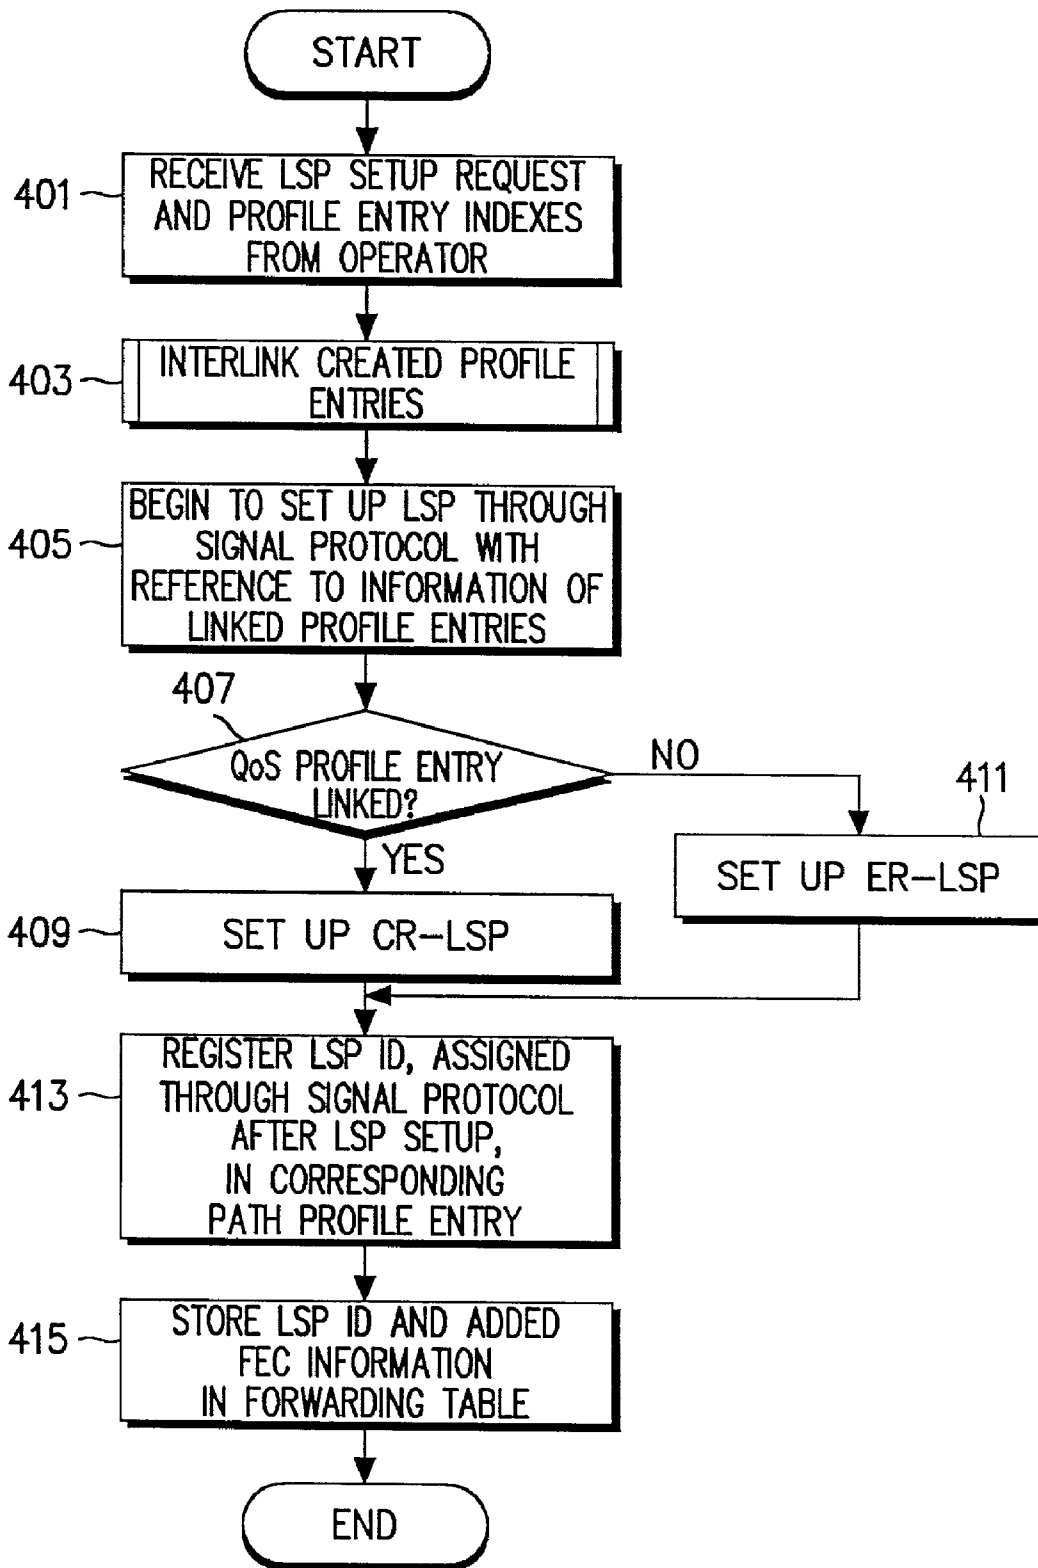 START
401
RECEIVE LSP SETUP REQUEST
AND PROFILE ENTRY INDEXES
FROM OPERATOR
403
INTERLINK CREATED PROFILE
ENTRIES
405
BEGIN TO SET UP LSP THROUGH
SIGNAL PROTOCOL WITH
REFERENCE TO INFORMATION OF
LINKED PROFILE ENTRIES
407
QoS PROFILE ENTRY
LINKED?
NO
YES
411
SET UP ER-LSP
409
SET UP CR-LSP
413
REGISTER LSP ID, ASSIGNED
THROUGH SIGNAL PROTOCOL
AFTER LSP SETUP,
IN CORRESPONDING
PATH PROFILE ENTRY
415
STORE LSP ID AND ADDED
FEC INFORMATION
IN FORWARDING TABLE
END